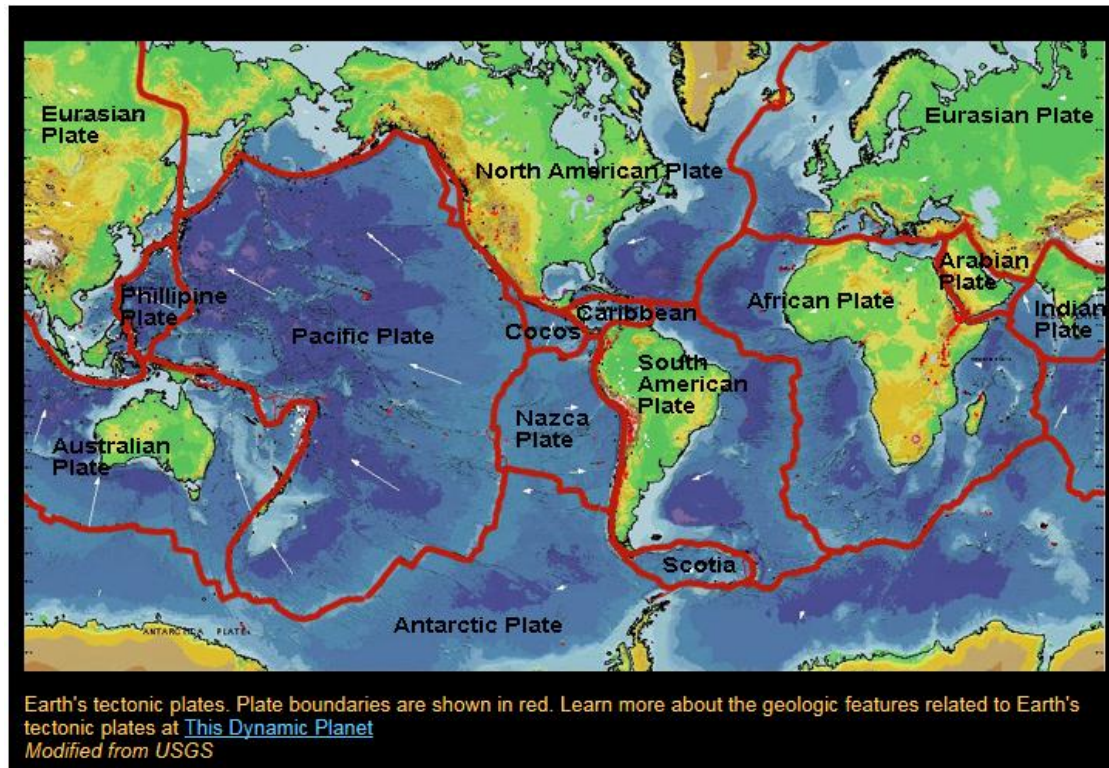 Eurasian
Plate
Eurasian Plate
North American Plate
Phillipine
Plate
Pacific Plate
Cocos
Caribbean
African Plate
Arabian
Plate
Indian
Plate
South
American
Plate
Nazca
Plate
Australian
Plate
Scotia
Antarctic Plate
ANTARCTICA PLATE
Earth's tectonic plates. Plate boundaries are shown in red. Learn more about the geologic features related to Earth's
tectonic plates at This Dynamic Planet
Modified from USGS